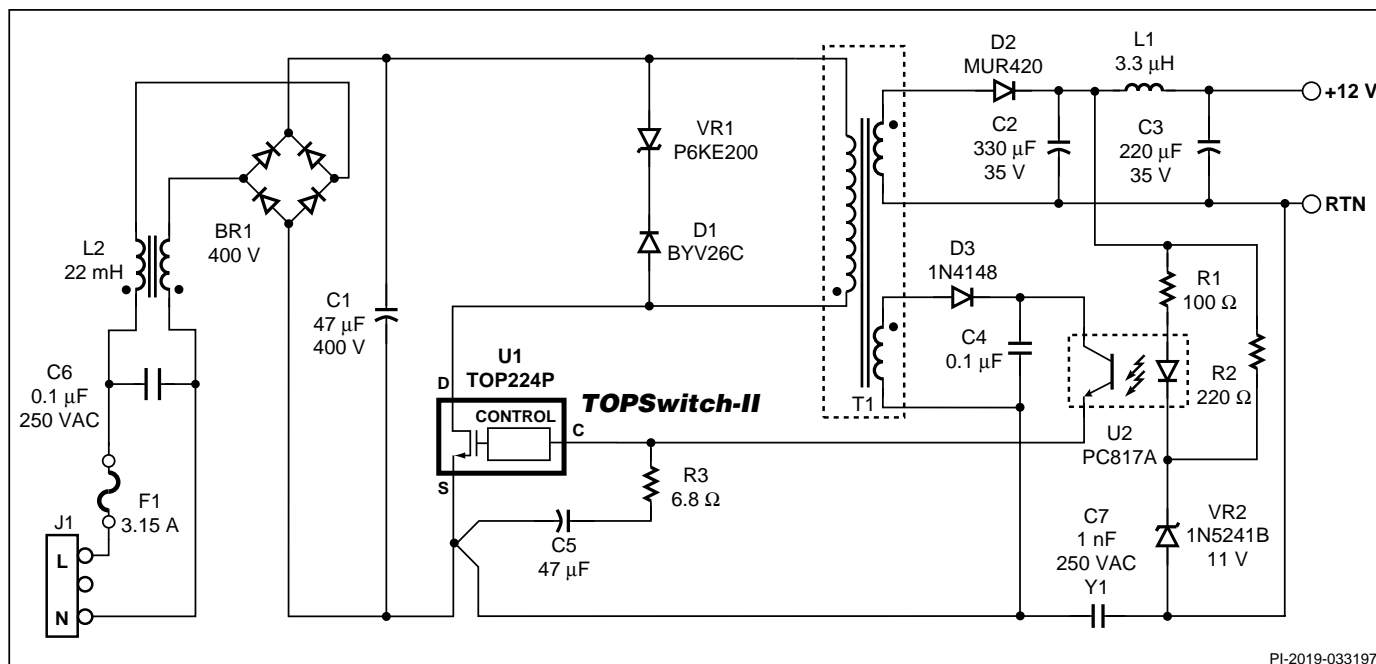 D2
MUR420
L1
3.3 µH
+12 V
VR1
P6KE200
C2
330 µF
35 V
C3
220 µF
35 V
RTN
L2
22 mH
BR1
400 V
D1
BYV26C
D3
1N4148
R1
100 Ω
C1
47 µF
400 V
C4
0.1 µF
R2
220 Ω
C6
0.1 µF
250 VAC
U1
TOP224P
D
CONTROL
TOPSwitch-II
C
S
T1
U2
PC817A
R3
6.8 Ω
F1
3.15 A
J1
L
N
C5
47 µF
C7
1 nF
250 VAC
Y1
VR2
1N5241B
11 V
PI-2019-033197